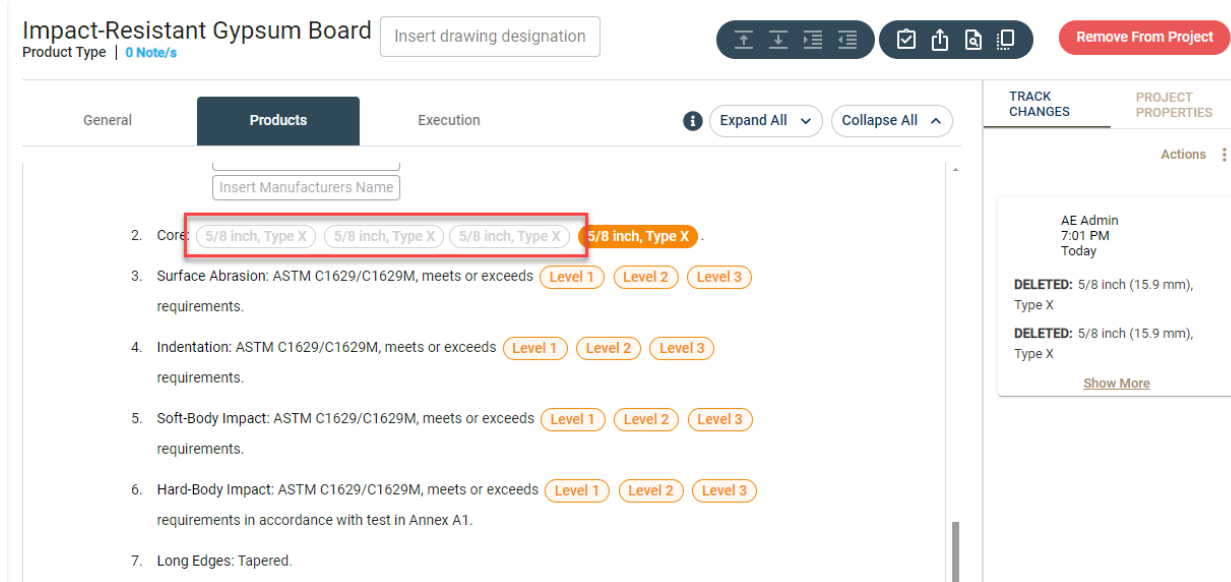 Impact-Resistant Gypsum Board
Insert drawing designation
Remove From Project
Product Type | 0 Note/s
General
Products
Execution
Expand All
Collapse All
TRACK CHANGES
PROJECT PROPERTIES
Actions
Insert Manufacturers Name
2. Core: 5/8 inch, Type X 5/8 inch, Type X 5/8 inch, Type X 5/8 inch, Type X .
3. Surface Abrasion: ASTM C1629/C1629M, meets or exceeds Level 1 Level 2 Level 3
requirements.
4. Indentation: ASTM C1629/C1629M, meets or exceeds Level 1 Level 2 Level 3
requirements.
5. Soft-Body Impact: ASTM C1629/C1629M, meets or exceeds Level 1 Level 2 Level 3
requirements.
6. Hard-Body Impact: ASTM C1629/C1629M, meets or exceeds Level 1 Level 2 Level 3
requirements in accordance with test in Annex A1.
7. Long Edges: Tapered.
AE Admin
7:01 PM
Today
DELETED: 5/8 inch (15.9 mm),
Type X
DELETED: 5/8 inch (15.9 mm),
Type X
Show More